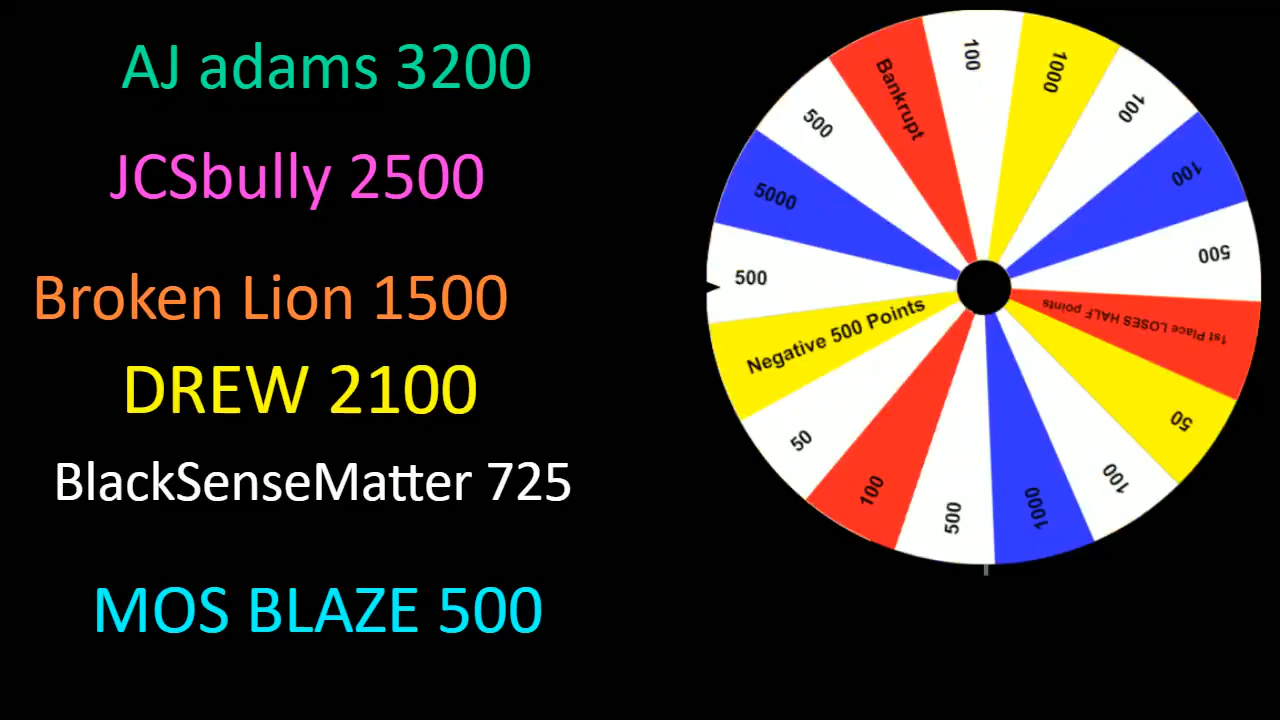 AJ adams 3200
JCSbully 2500
Broken Lion 1500
DREW 2100
BlackSenseMatter 725
MOS BLAZE 500
100
1000
100
100
500
1st Place LOSES HALF points
50
100
1000
500
100
50
Negative 500 Points
500
5000
500
Bankrupt